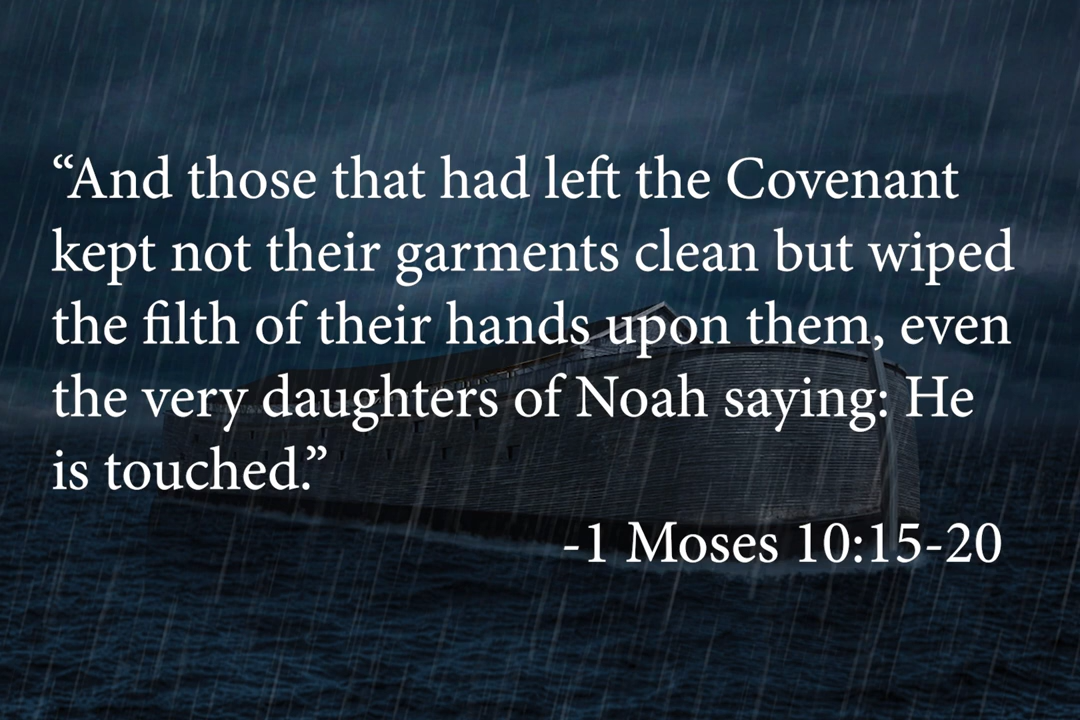 “And those that had left the Covenant
kept not their garments clean but wiped
the filth of their hands upon them, even
the very daughters of Noah saying: He
is touched.”
-1 Moses 10:15-20